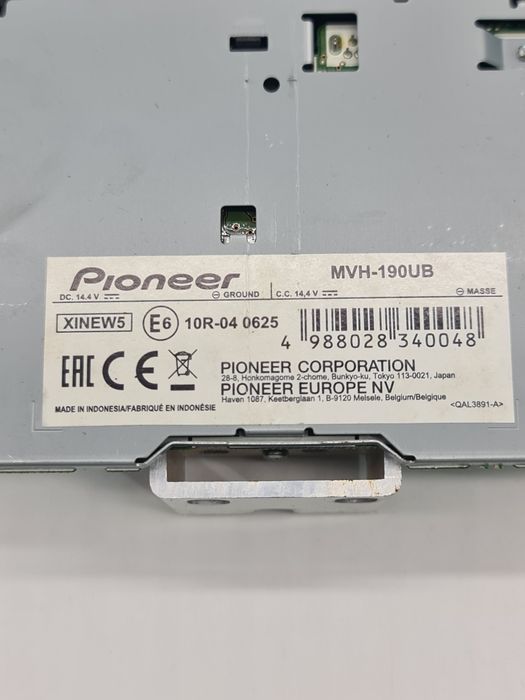 Pioneer
MVH-190UB
DC. 14.4 V ⎓ ⊖ GROUND
C.C. 14,4 V ⎓ ⊖ MASSE
XINEW5
E6 10R-04 0625
4 988028 340048
EAC CE
PIONEER CORPORATION
28-8, Honkomagome 2-chome, Bunkyo-ku, Tokyo 113-0021, Japan
PIONEER EUROPE NV
Haven 1087, Keetberglaan 1, B-9120 Melsele, Belgium/Belgique
MADE IN INDONESIA/FABRIQUÉ EN INDONÉSIE
<QAL3891-A>